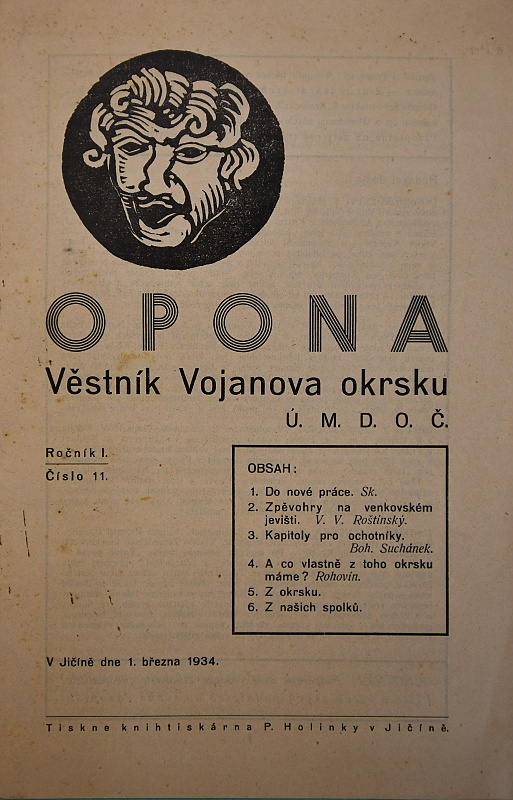 OPONA
Věstník Vojanova okrsku
Ú. M. D. O. Č.
Ročník I.
Číslo 11.
OBSAH:
1. Do nové práce. Sk.
2. Zpěvohry na venkovském
jevišti. V. V. Roštínský.
3. Kapitoly pro ochotníky.
Boh. Suchánek.
4. A co vlastně z toho okrsku
máme? Rohovín.
5. Z okrsku.
6. Z našich spolků.
V Jičíně dne 1. března 1934.
Tiskne knihtiskárna P. Holinky v Jičíně.